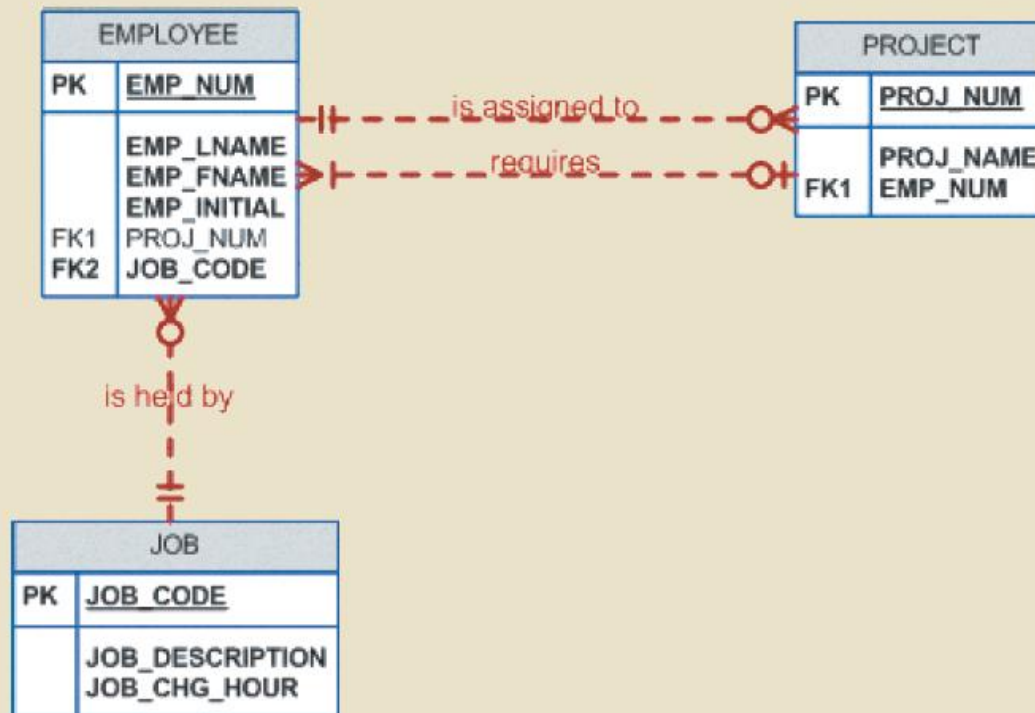 EMPLOYEE
PK EMP_NUM
EMP_LNAME
EMP_FNAME
EMP_INITIAL
FK1 PROJ_NUM
FK2 JOB_CODE
is assigned to
requires
PROJECT
PK PROJ_NUM
PROJ_NAME
FK1 EMP_NUM
is held by
JOB
PK JOB_CODE
JOB_DESCRIPTION
JOB_CHG_HOUR